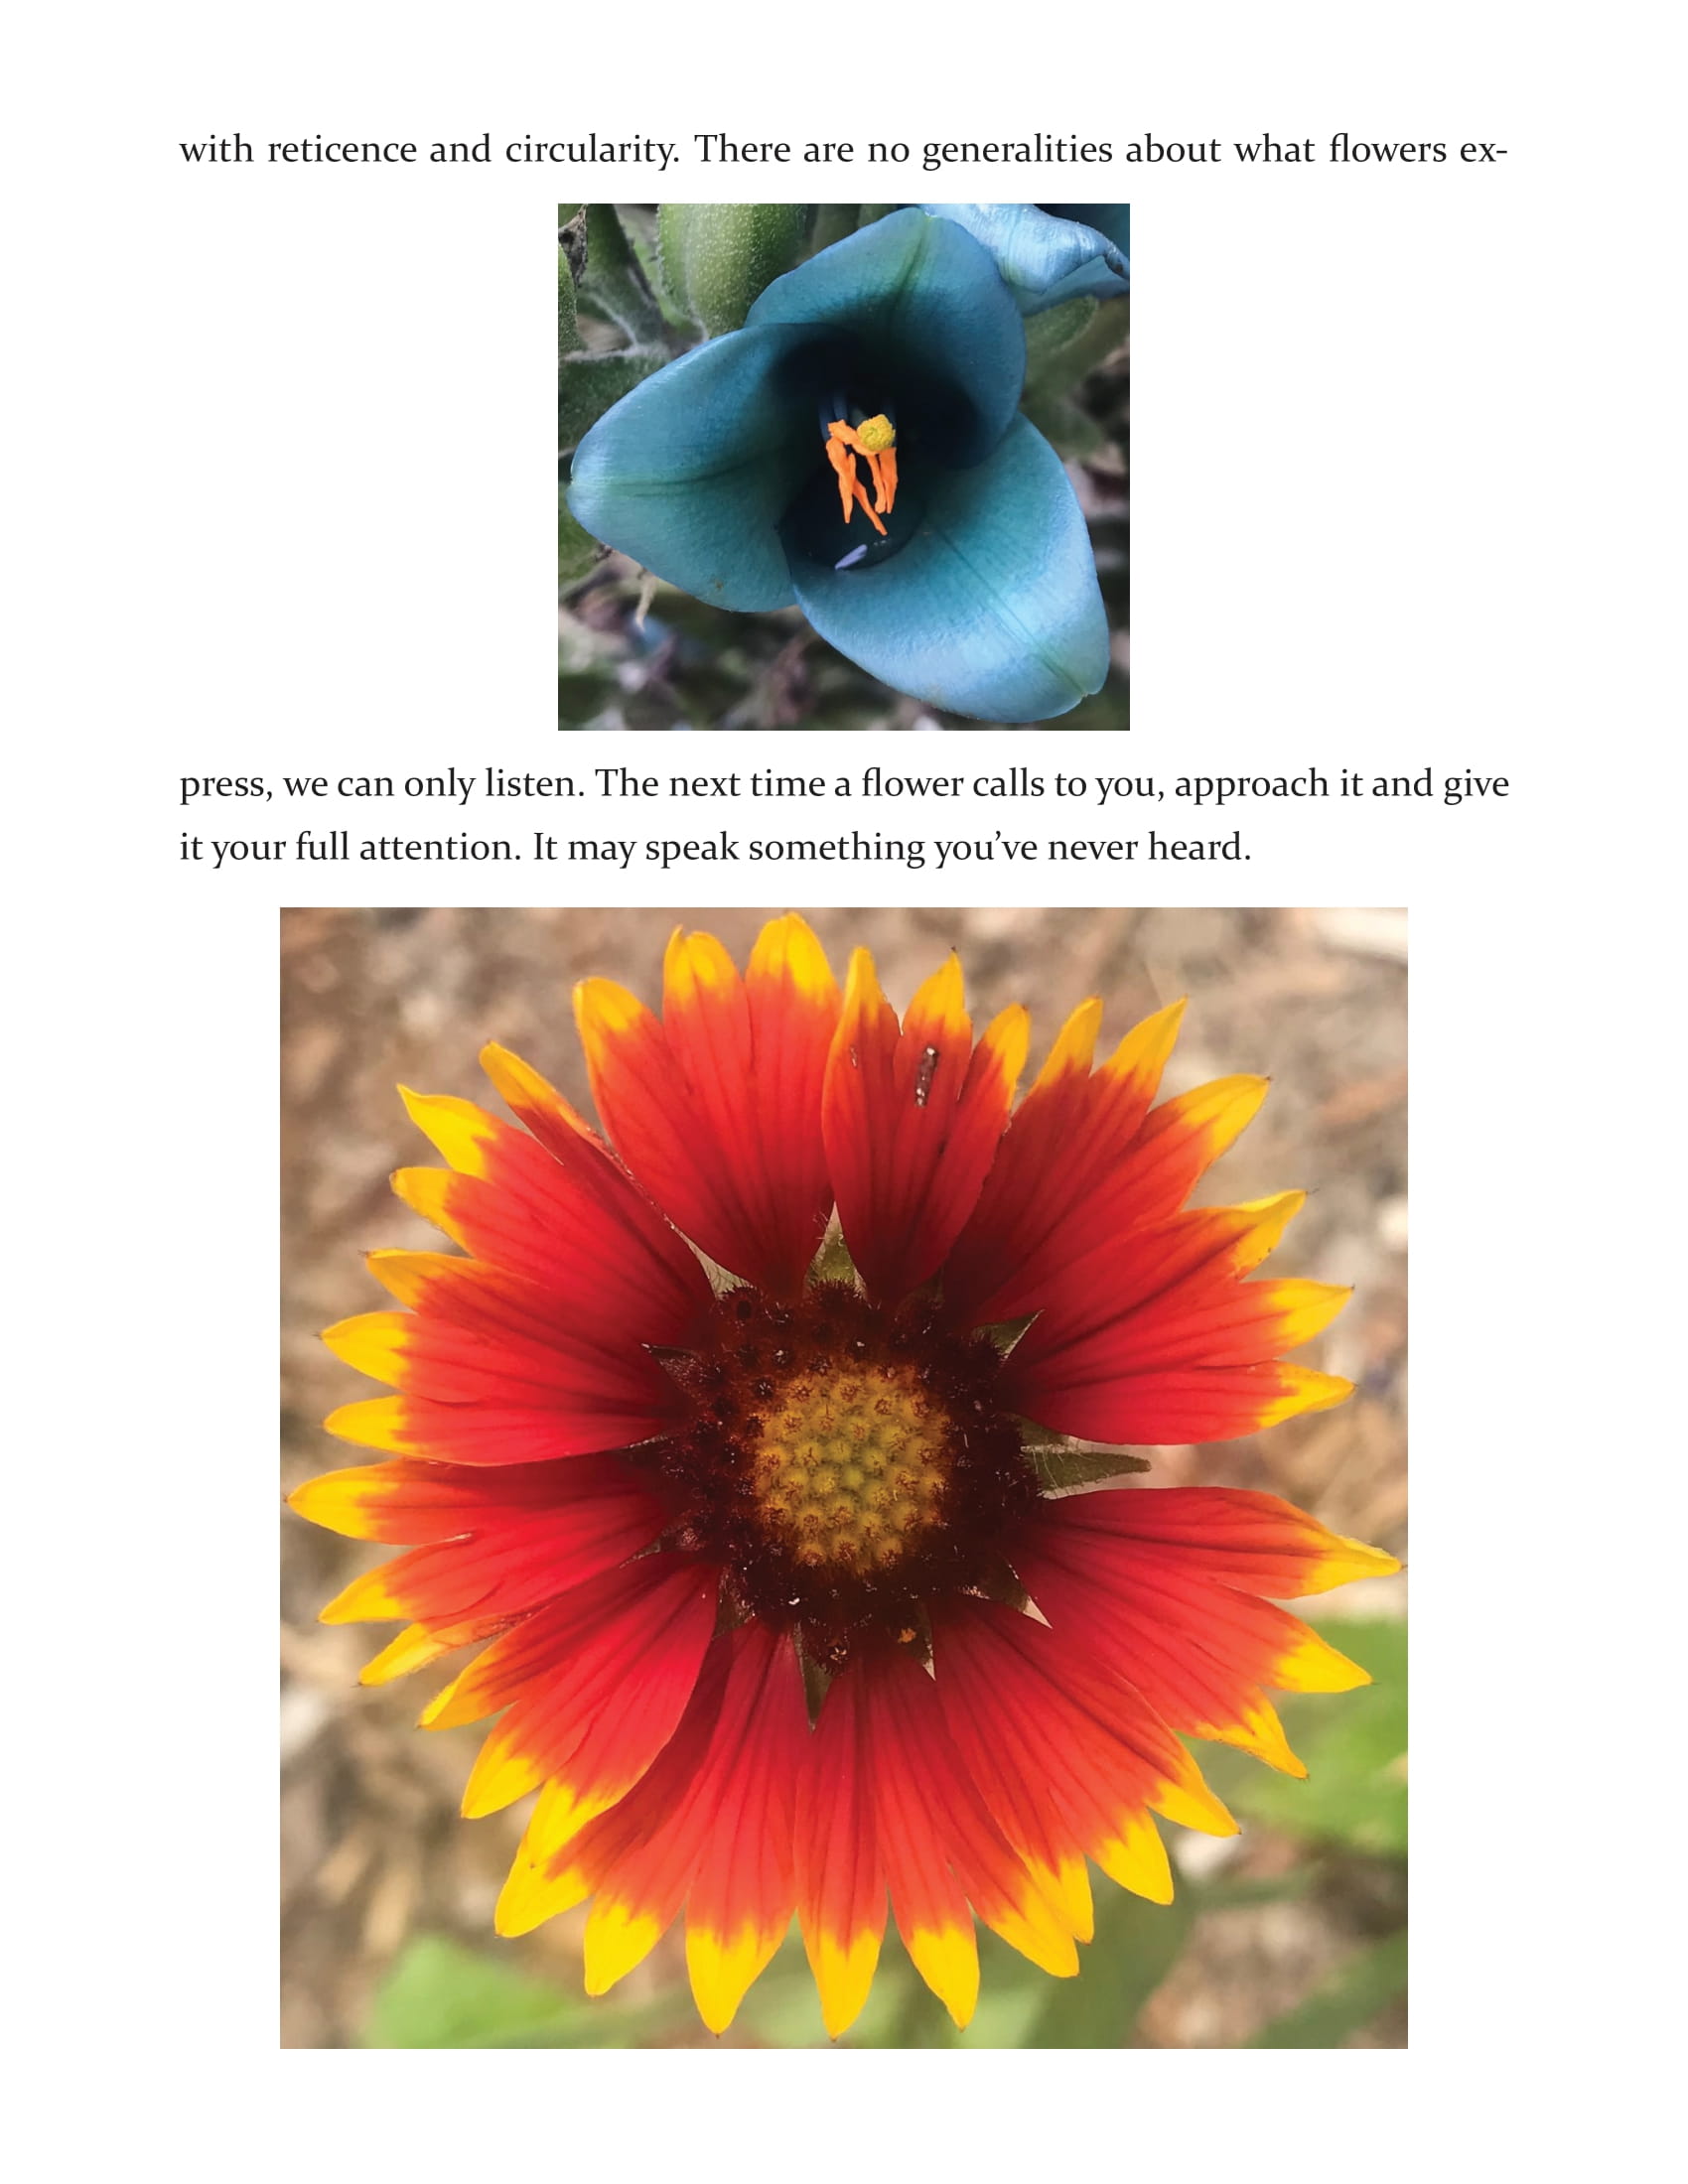 with reticence and circularity. There are no generalities about what flowers ex-
press, we can only listen. The next time a flower calls to you, approach it and give
it your full attention. It may speak something you’ve never heard.